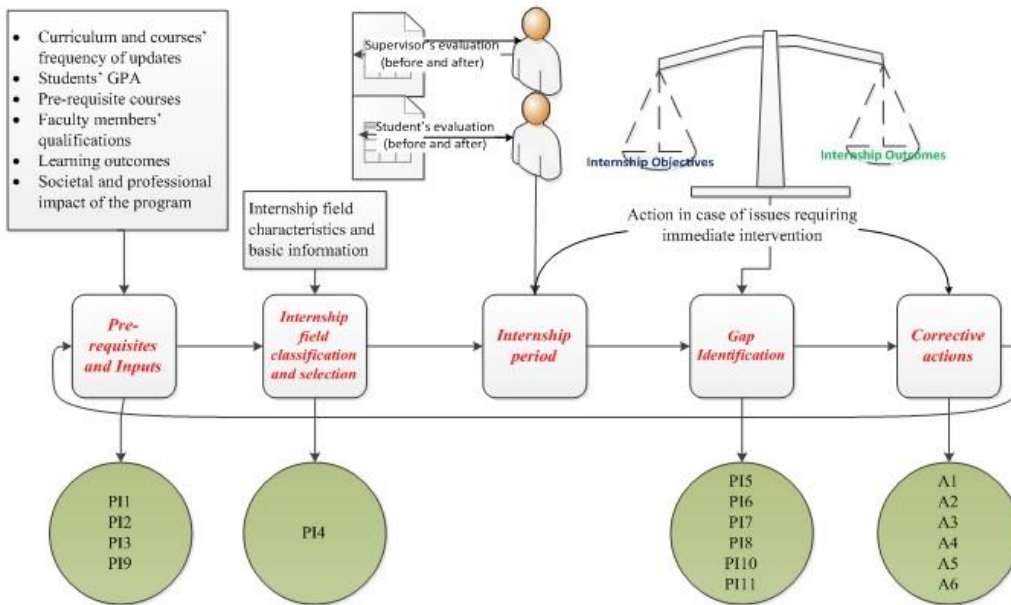 • Curriculum and courses'
frequency of updates
• Students' GPA
• Pre-requisite courses
• Faculty members'
qualifications
• Learning outcomes
• Societal and professional
impact of the program
Internship field
characteristics and
basic information
Supervisor's evaluation
(before and after)
Student's evaluation
(before and after)
Internship Objectives
Internship Outcomes
Action in case of issues requiring
immediate intervention
Pre-
requisites
and Inputs
Internship
field
classification
and selection
Internship
period
Gap
Identification
Corrective
actions
PI1
PI2
PI3
PI9
PI4
PI5
PI6
PI7
PI8
PI10
PI11
A1
A2
A3
A4
A5
A6